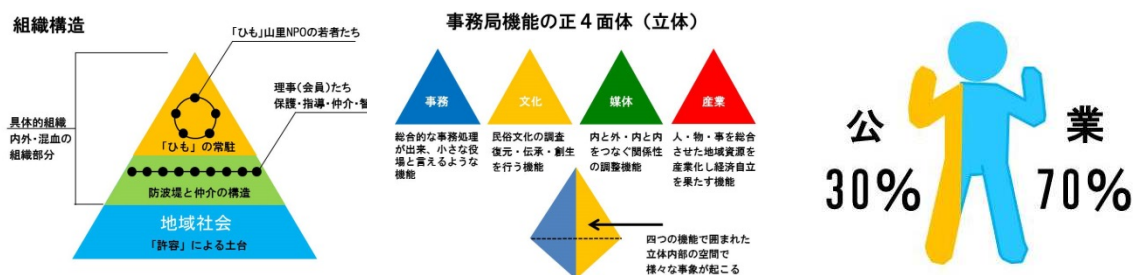 組織構造
「ひも」山里NPOの若者たち
理事(会員)たち
保護・指導・仲介・智
具体的組織
内外・混血の
組織部分
「ひも」の常駐
防波堤と仲介の構造
地域社会
「許容」による土台
事務局機能の正4面体（立体）
事務
文化
媒体
産業
総合的な事務処理
が出来、小さな役
場と言えるような
機能
民俗文化の調査
復元・伝承・創生
を行う機能
内と外・内と内
をつなぐ関係性
の調整機能
人・物・事を総合
させた地域資源を
産業化し経済自立
を果たす機能
四つの機能で囲まれた
立体内部の空間で
様々な事象が起こる
公
30%
業
70%